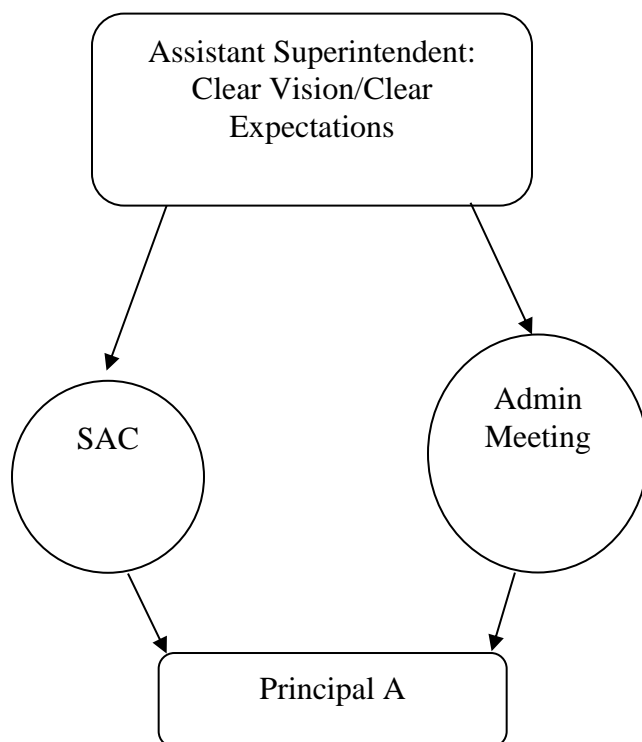 Assistant Superintendent:
Clear Vision/Clear
Expectations
SAC
Admin
Meeting
Principal A